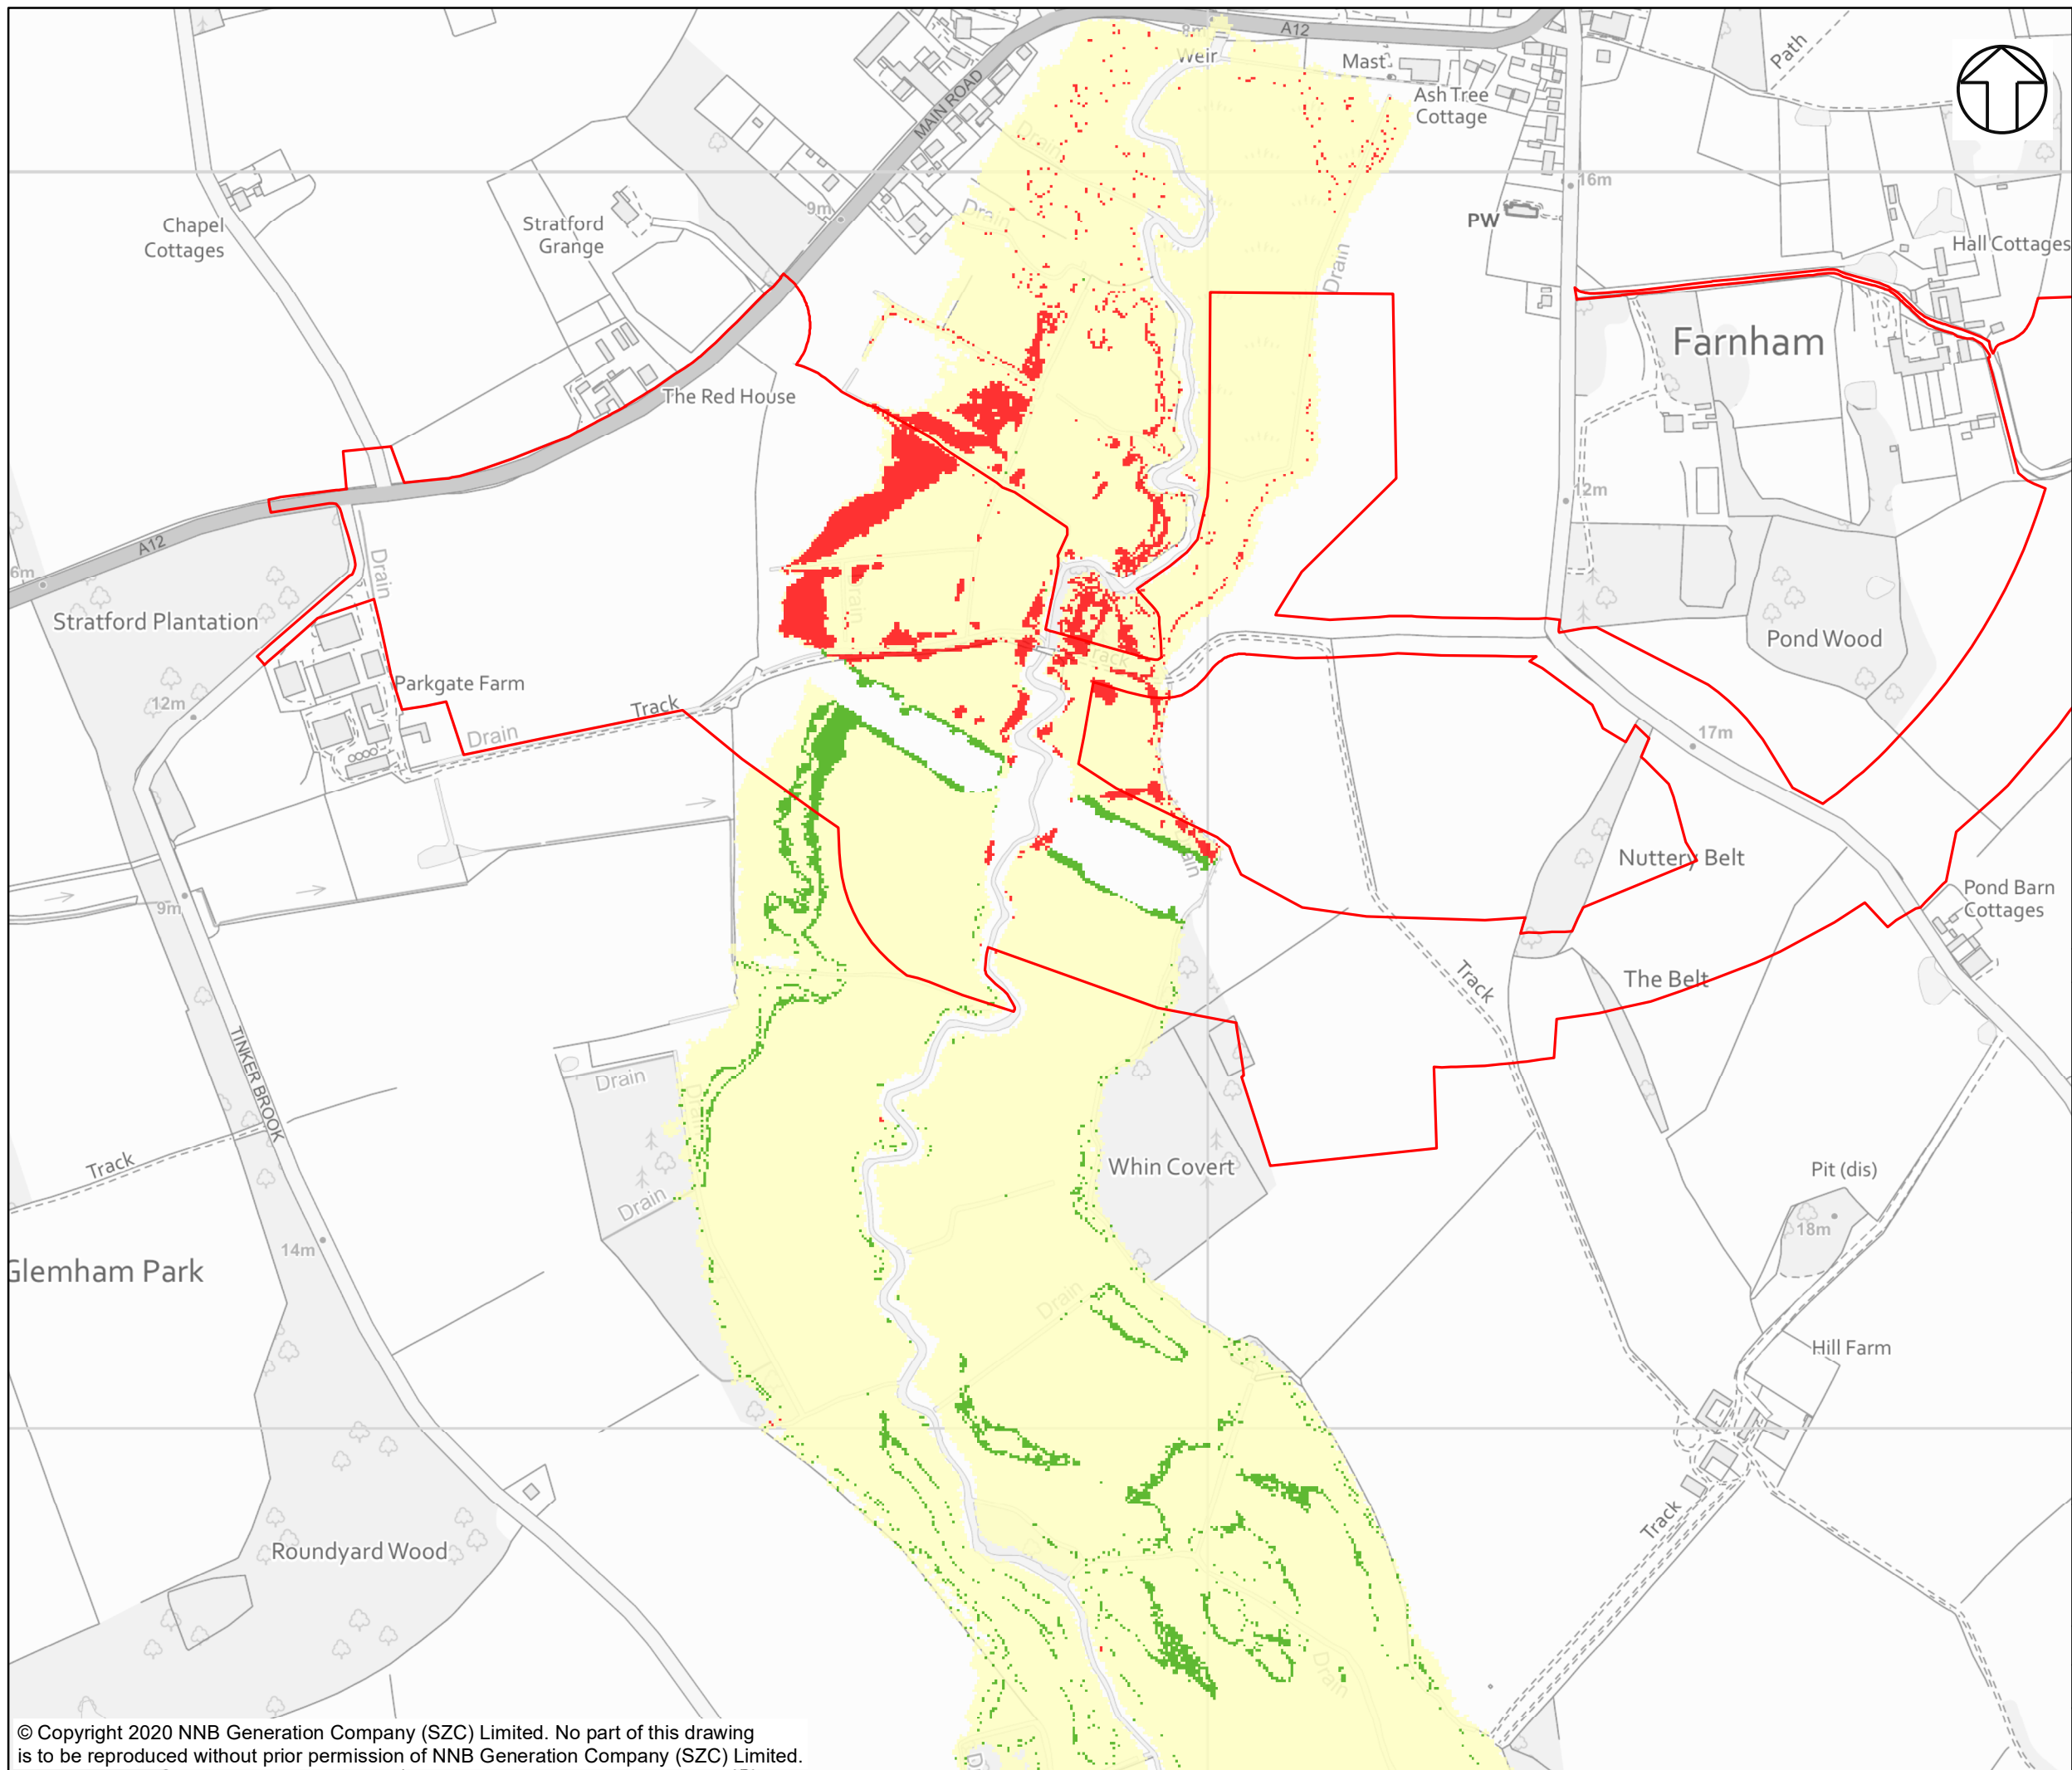 A12
Weir
Mast
Path
MAIN ROAD
Ash Tree
Cottage
Drain
16m
Chapel
Cottages
Stratford
Grange
9m
Drain
PW
Hall Cottages
Drain
Farnham
The Red House
12m
A12
6m
Drain
Drain
Stratford Plantation
Pond Wood
Track
Parkgate Farm
12m
Track
Drain
17m
Nuttery Belt
9m
Pond Barn
Cottages
Track
The Belt
TINKER BROOK
Drain
Drain
Track
Whin Covert
Pit (dis)
Drain
18m
14m
Glemham Park
Drain
Hill Farm
Track
Roundyard Wood
Drain
© Copyright 2020 NNB Generation Company (SZC) Limited. No part of this drawing
is to be reproduced without prior permission of NNB Generation Company (SZC) Limited.